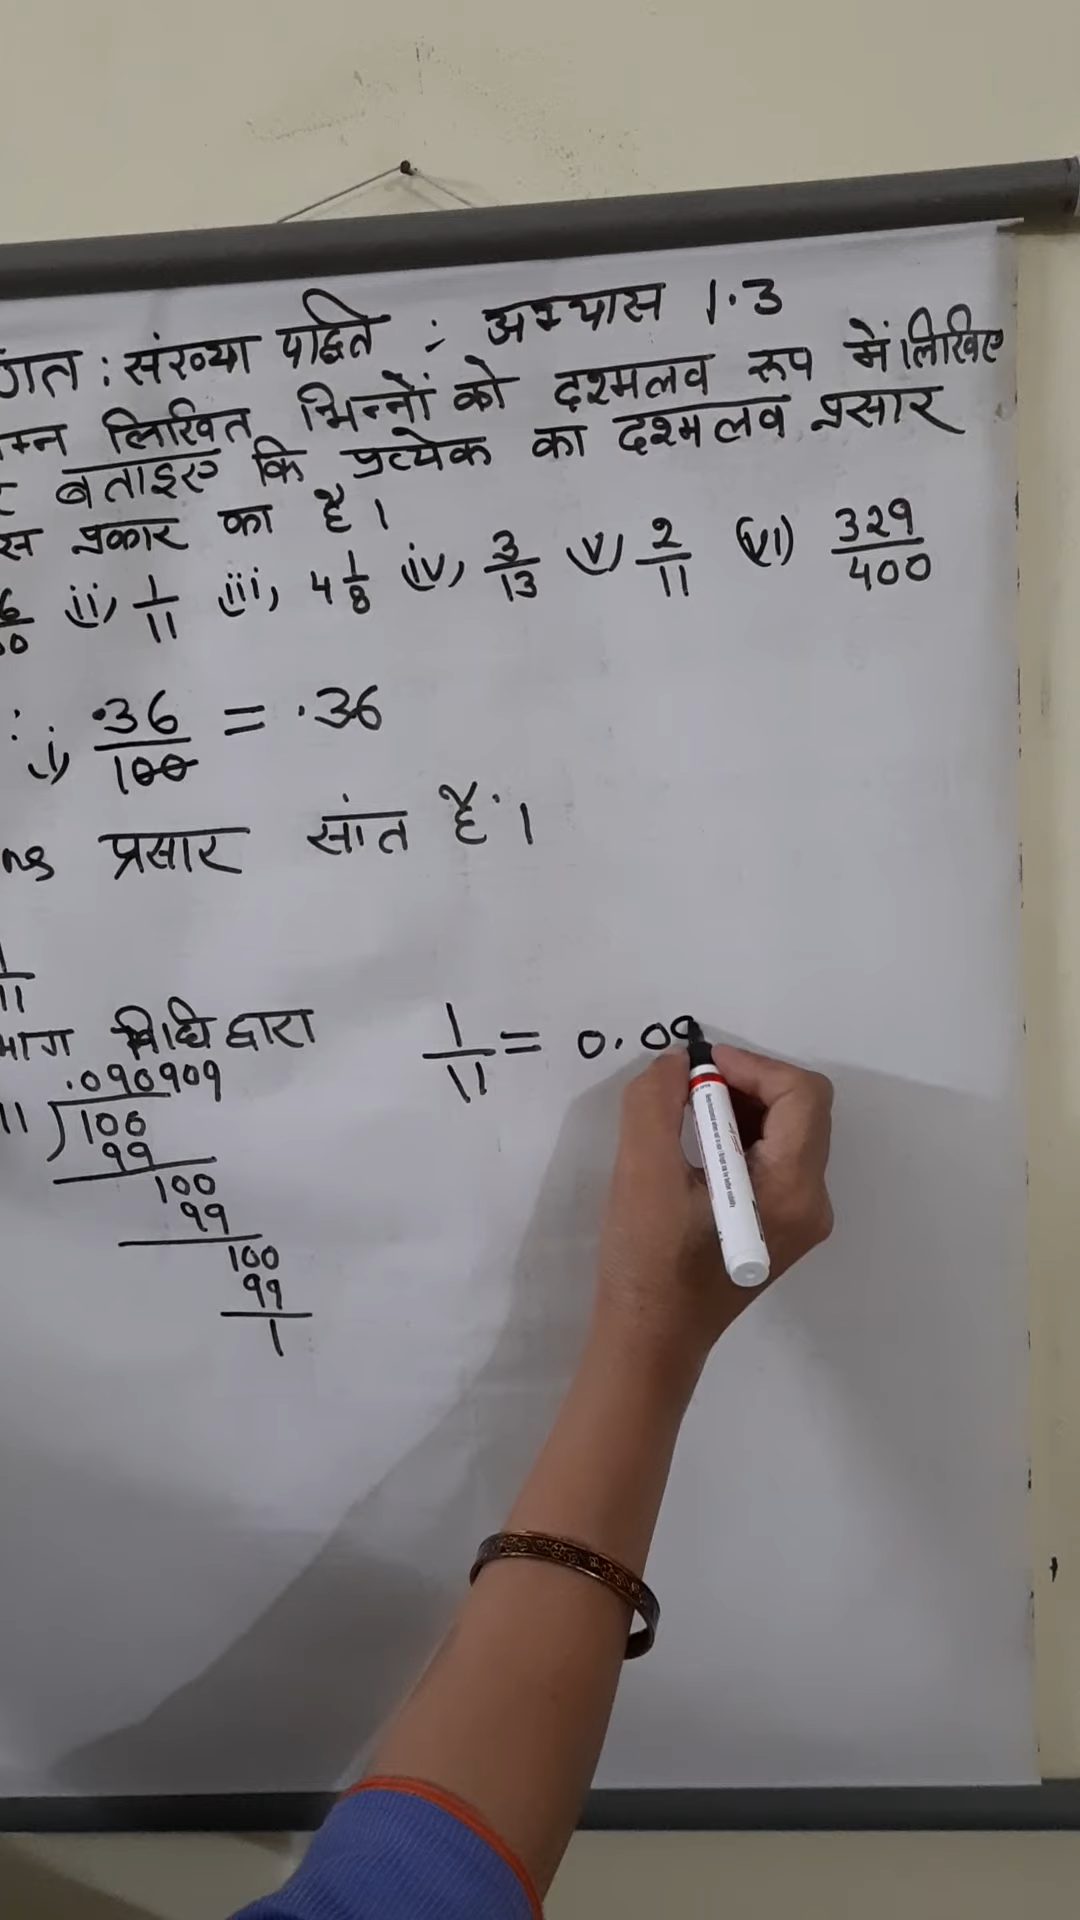 गत : संख्या पद्धति : अभ्यास 1.3
म्न लिखित भिन्नों को दशमलव रूप में लिखिए
र बताइए कि प्रत्येक का दशमलव प्रसार
स प्रकार का है।
(ii) 1/11 (iii) 4 1/8 (iv) 3/13 (v) 2/11 (vi) 329/400
(i) .36/100 = .36
प्रसार सांत है।
1/11
भाग विधि द्वारा
.090909
11 ) 100
99
100
99
100
99
1
1/11 = 0.09